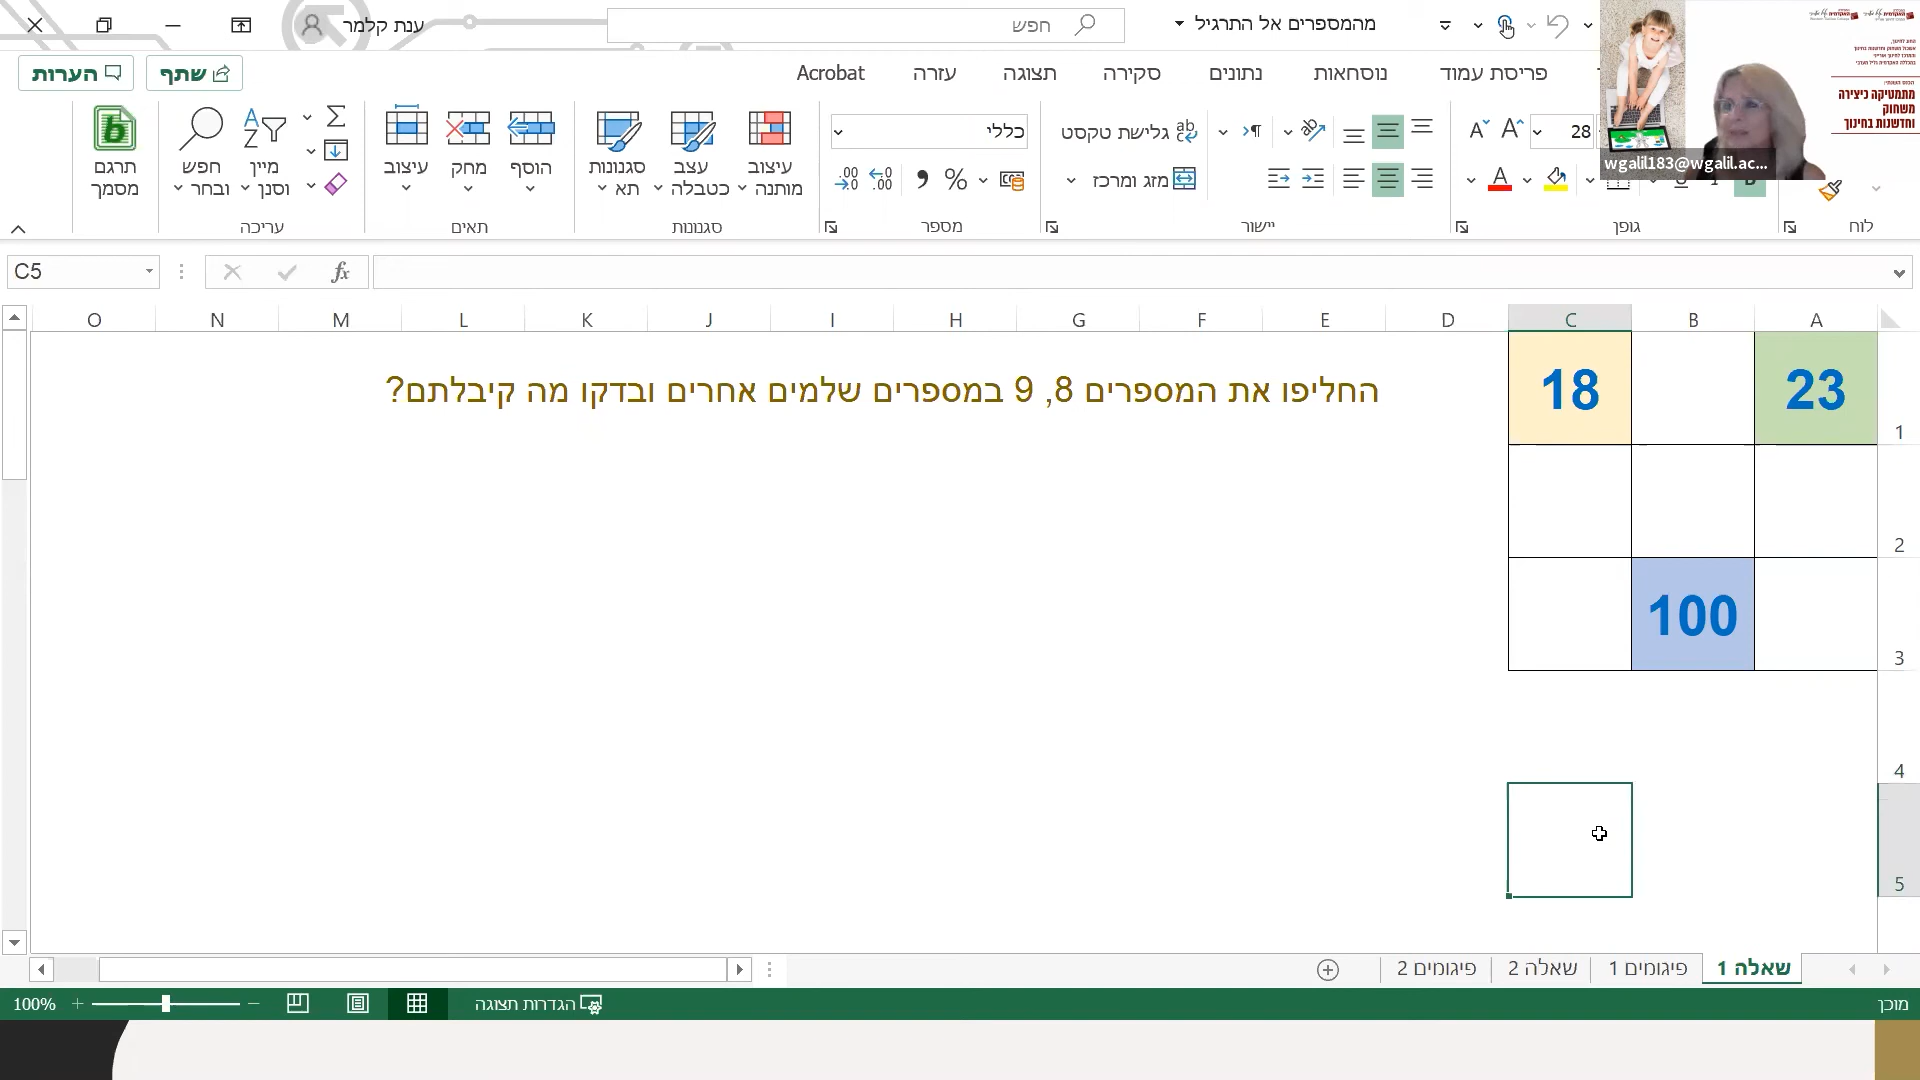 מהמספרים אל התרגיל
חפש
ענת קלמר
פריסת עמוד
נוסחאות
נתונים
סקירה
תצוגה
עזרה
Acrobat
שתף
הערות
מתמטיקה כיצירה
משחוק
וחדשנות בחינוך
wgalil183@wgalil.ac...
28
גלישת טקסט
מזג ומרכז
כללי
עיצוב
מותנה
עצב
כטבלה
סגנונות
תא
הוסף
מחק
עיצוב
מיין
וסנן
חפש
ובחר
תרגם
מסמך
לוח
גופן
יישור
מספר
סגנונות
תאים
עריכה
C5
fx
A B C D E F G H I J K L M N O
23
18
החליפו את המספרים 8, 9 במספרים שלמים אחרים ובדקו מה קיבלתם?
1
2
100
3
4
5
שאלה 1
פיגומים 1
שאלה 2
פיגומים 2
מוכן
הגדרות תצוגה
100%